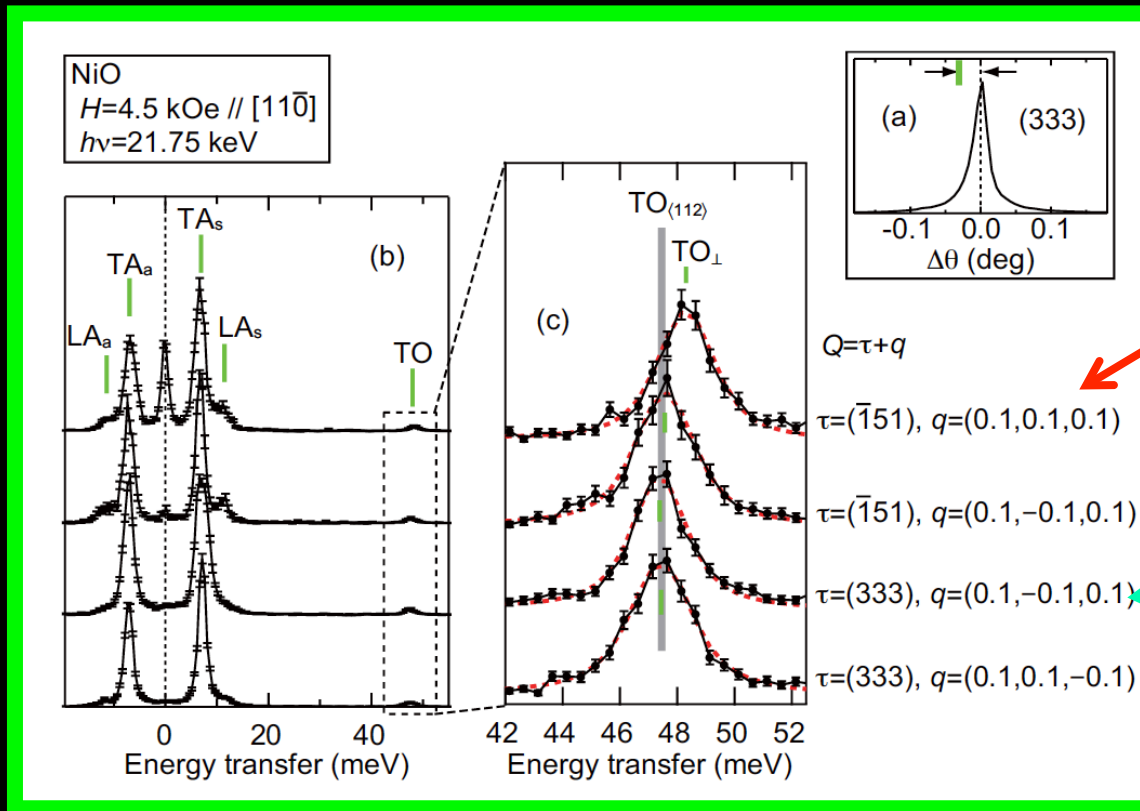 NiO
H=4.5 kOe // [11̄0]
hν=21.75 keV
(a)
(333)
-0.1 0.0 0.1
Δθ (deg)
(b)
TAₛ
TAₐ
LAₐ
LAₛ
TO
0 20 40
Energy transfer (meV)
(c)
TO⟨112⟩
TO⊥
42 44 46 48 50 52
Energy transfer (meV)
Q=τ+q
τ=(1̄51), q=(0.1,0.1,0.1)
τ=(1̄51), q=(0.1,−0.1,0.1)
τ=(333), q=(0.1,−0.1,0.1)
τ=(333), q=(0.1,0.1,−0.1)